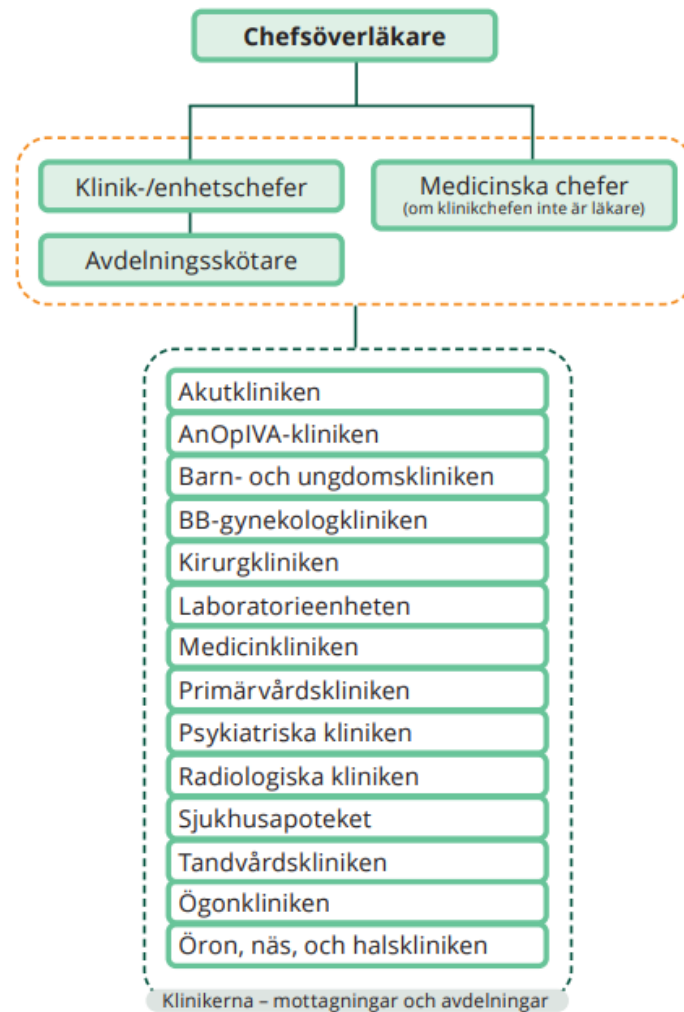 Chefsöverläkare
Klinik-/enhetschefer
Medicinska chefer
(om klinikchefen inte är läkare)
Avdelningsskötare
Akutkliniken
AnOpIVA-kliniken
Barn- och ungdomskliniken
BB-gynekologkliniken
Kirurgkliniken
Laboratorieenheten
Medicinkliniken
Primärvårdskliniken
Psykiatriska kliniken
Radiologiska kliniken
Sjukhusapoteket
Tandvårdskliniken
Ögonkliniken
Öron, näs, och halskliniken
Klinikerna – mottagningar och avdelningar